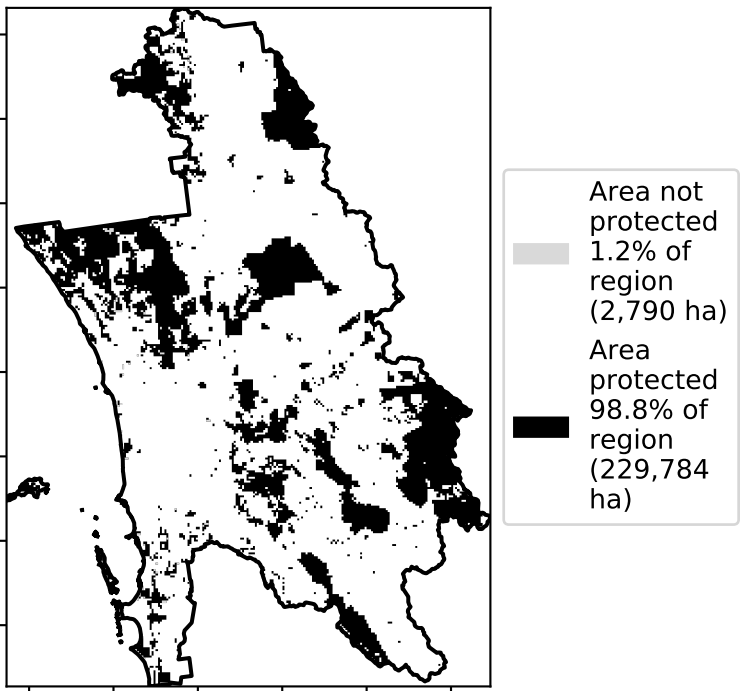 Area not
protected
1.2% of
region
(2,790 ha)
Area
protected
98.8% of
region
(229,784
ha)